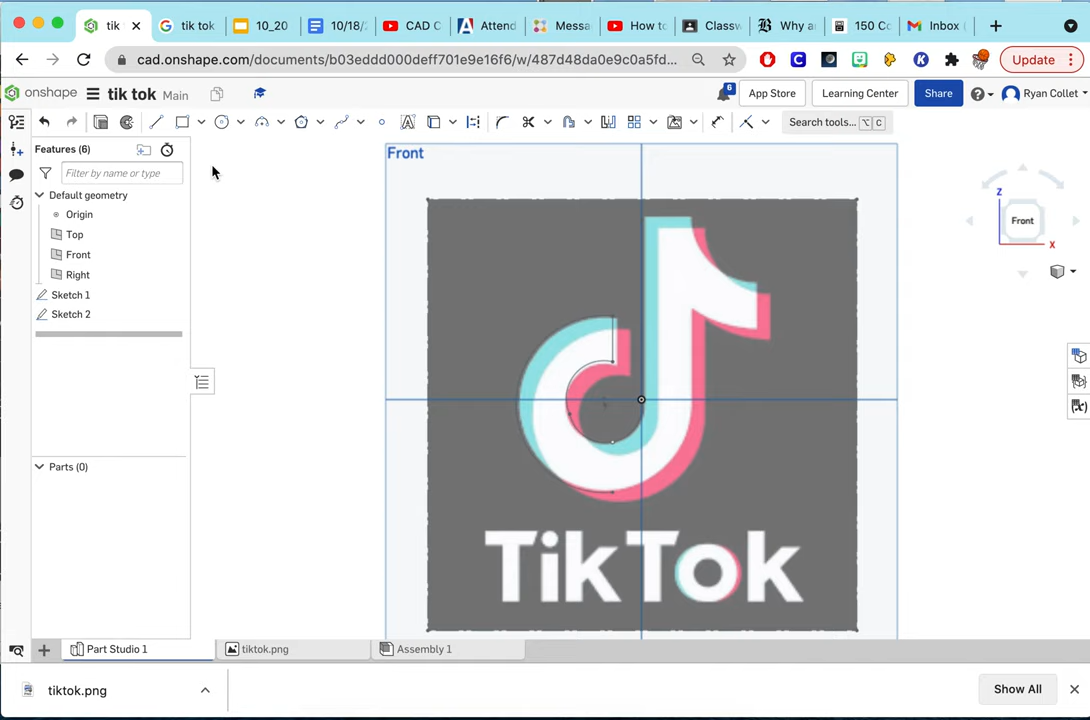 tik
tik tok
10_20
10/18/
CAD C
Attend
Messa
How to
Classw
Why a
150 Co
Inbox (
cad.onshape.com/documents/b03eddd000deff701e9e16f6/w/487d48da0e9c0a5fd...
Update
onshape
tik tok Main
6
App Store
Learning Center
Share
Ryan Collet
Search tools... ⌥ C
Features (6)
Filter by name or type
Default geometry
Origin
Top
Front
Right
Sketch 1
Sketch 2
Parts (0)
Front
TikTok
Z
Front
X
Part Studio 1
tiktok.png
Assembly 1
tiktok.png
Show All